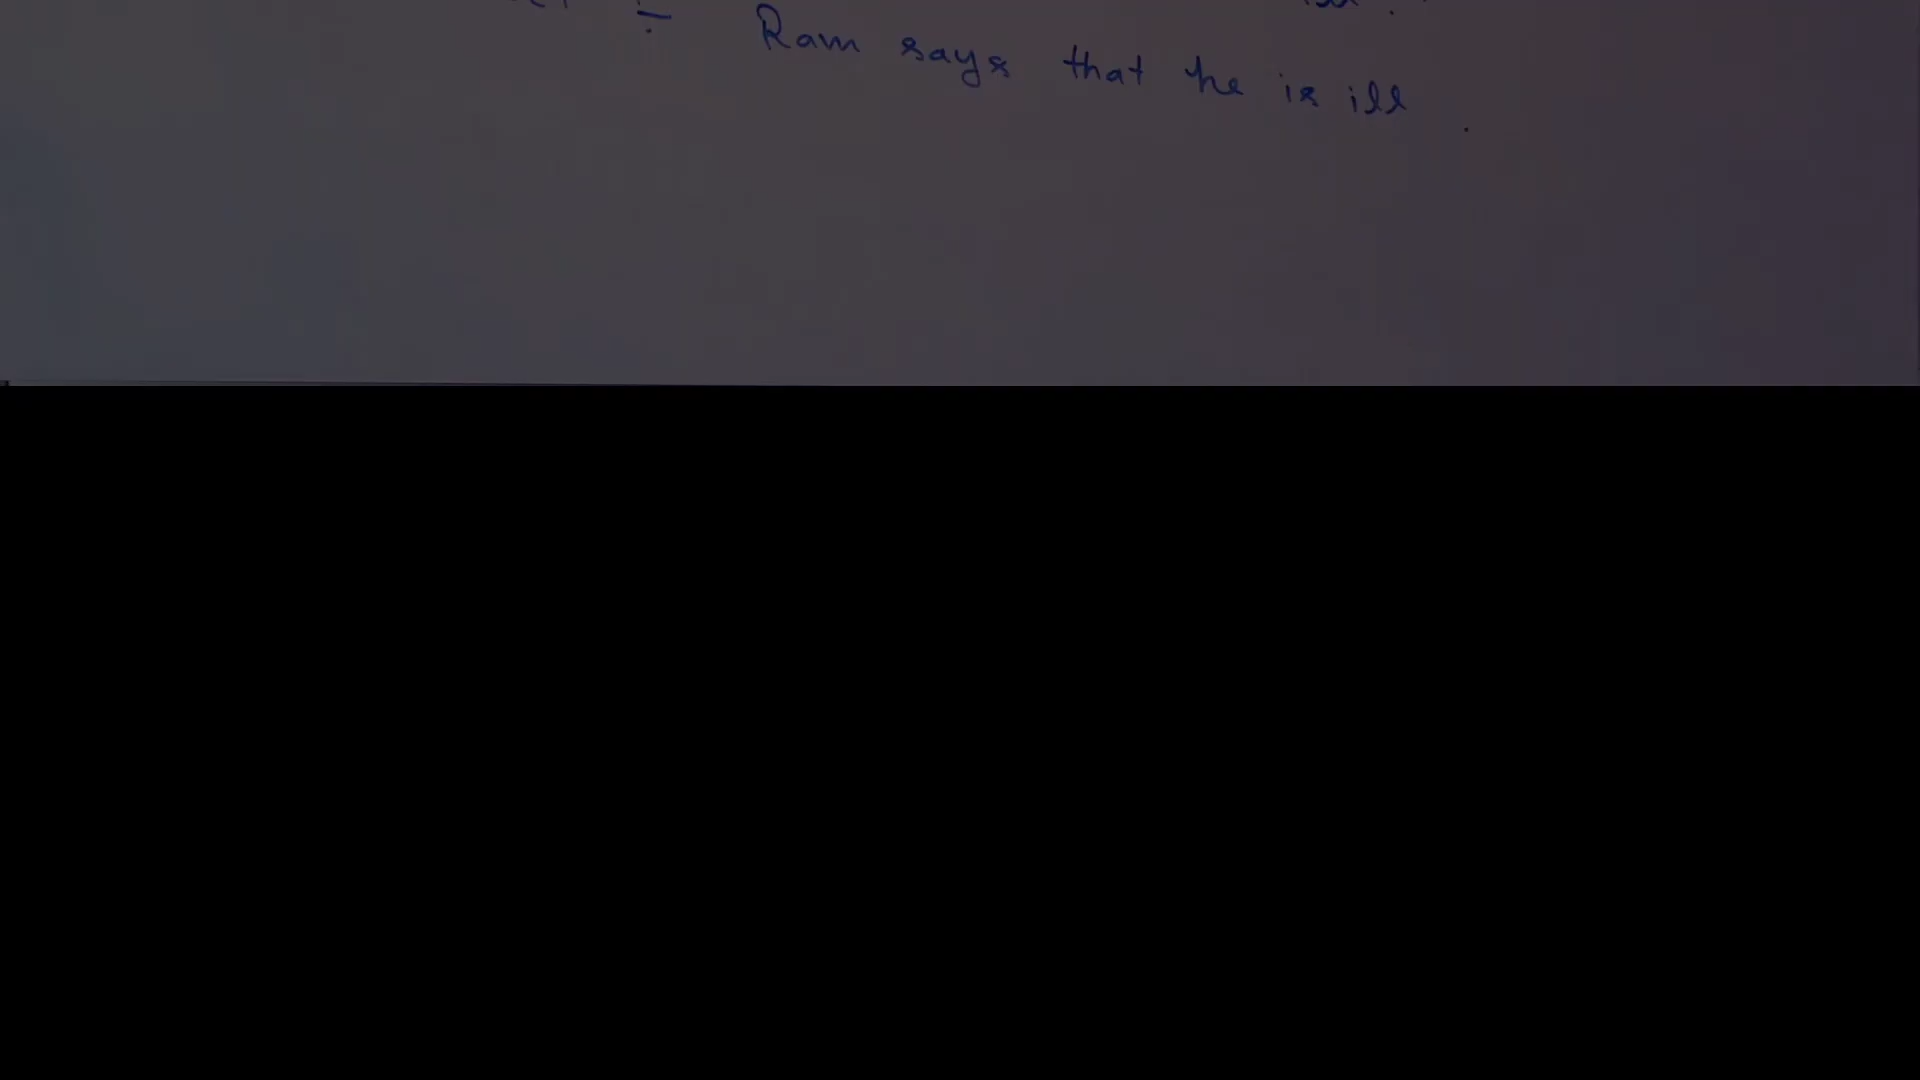 Ram says that he is ill .